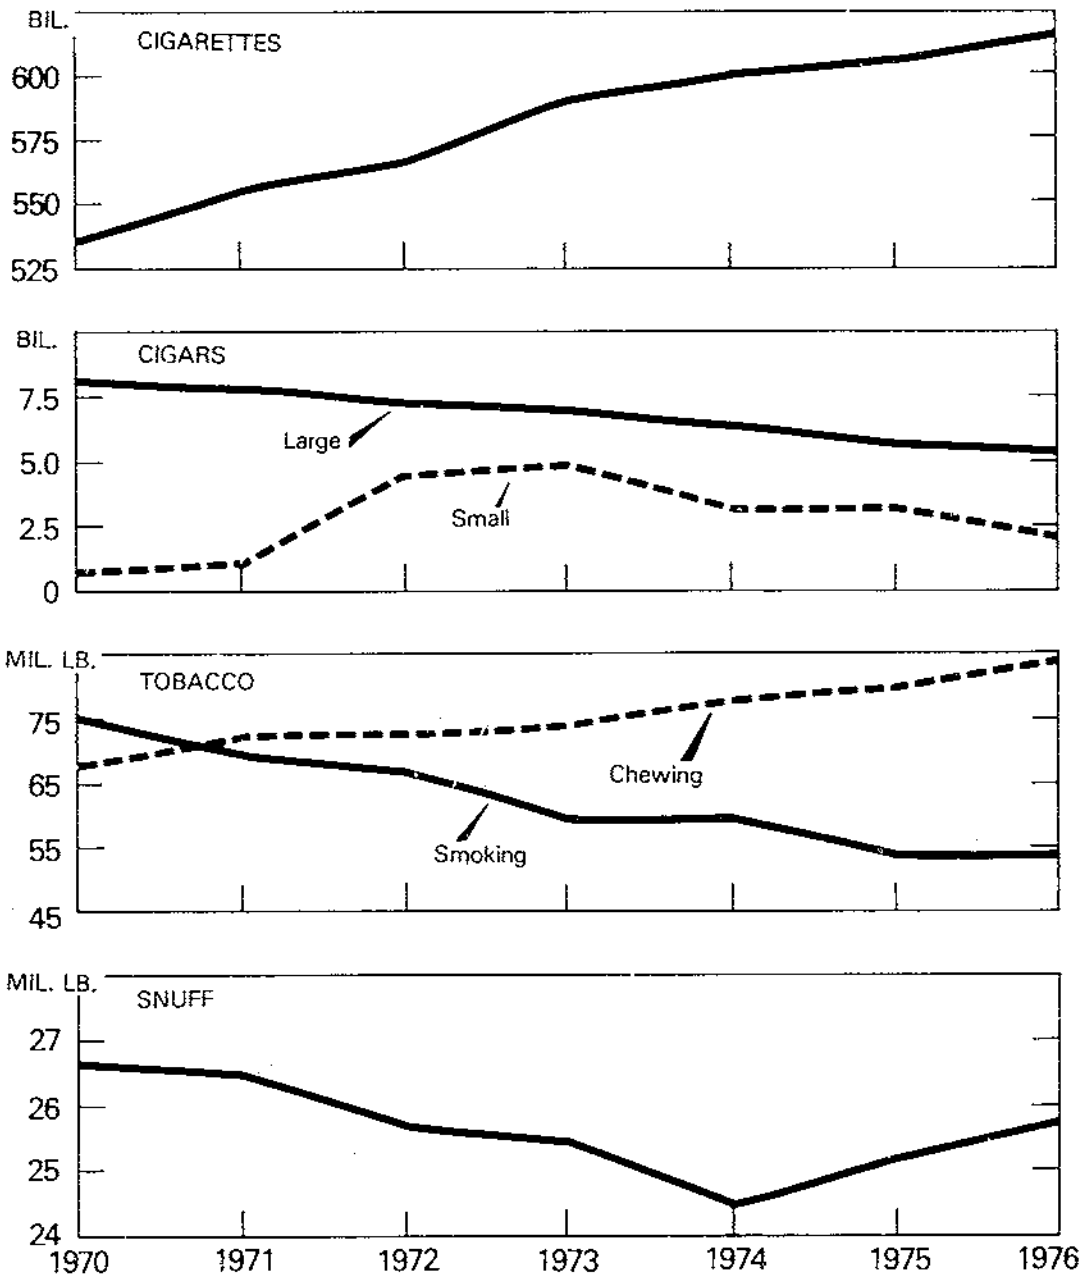 BIL.
CIGARETTES
600
575
550
525
BIL.
CIGARS
7.5
Large
5.0
Small
2.5
0
MIL. LB.
TOBACCO
75
Chewing
65
55
Smoking
45
MIL. LB.
SNUFF
27
26
25
24
1970 1971 1972 1973 1974 1975 1976